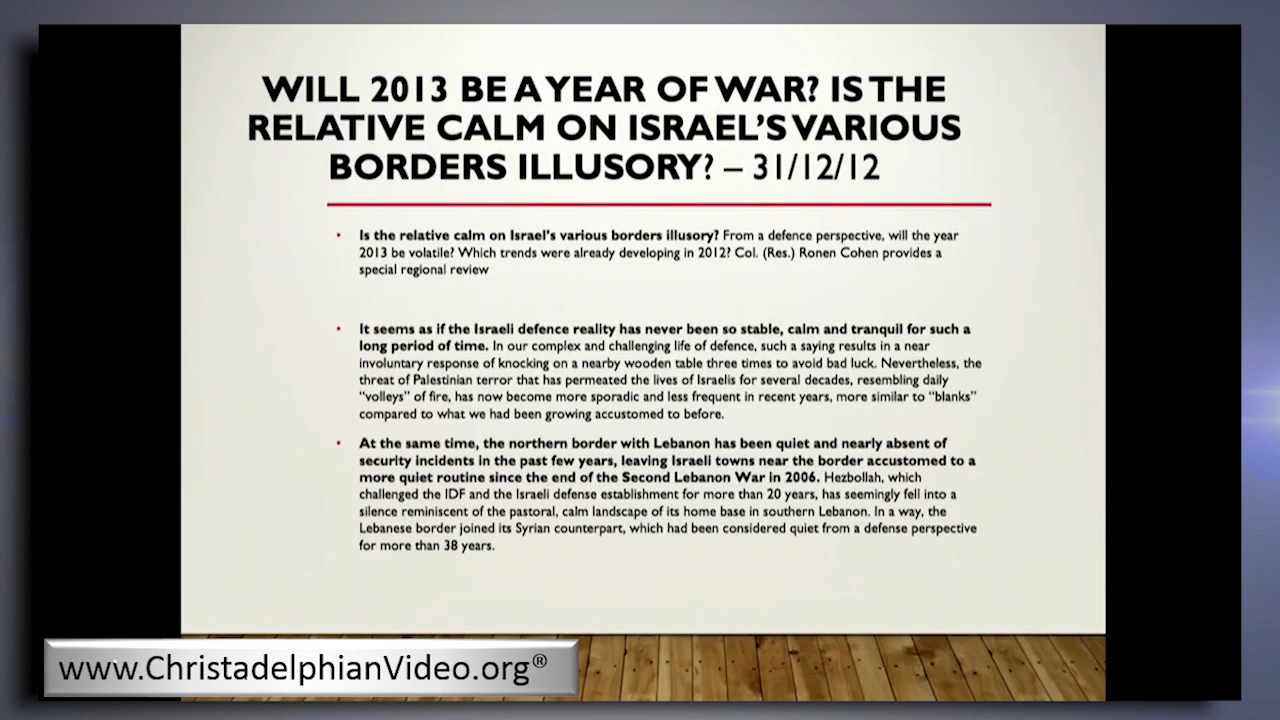 WILL 2013 BE A YEAR OF WAR? IS THE
RELATIVE CALM ON ISRAEL'S VARIOUS
BORDERS ILLUSORY? – 31/12/12
• Is the relative calm on Israel's various borders illusory? From a defence perspective, will the year
2013 be volatile? Which trends were already developing in 2012? Col. (Res.) Ronen Cohen provides a
special regional review
• It seems as if the Israeli defence reality has never been so stable, calm and tranquil for such a
long period of time. In our complex and challenging life of defence, such a saying results in a near
involuntary response of knocking on a nearby wooden table three times to avoid bad luck. Nevertheless, the
threat of Palestinian terror that has permeated the lives of Israelis for several decades, resembling daily
“volleys” of fire, has now become more sporadic and less frequent in recent years, more similar to “blanks”
compared to what we had been growing accustomed to before.
• At the same time, the northern border with Lebanon has been quiet and nearly absent of
security incidents in the past few years, leaving Israeli towns near the border accustomed to a
more quiet routine since the end of the Second Lebanon War in 2006. Hezbollah, which
challenged the IDF and the Israeli defense establishment for more than 20 years, has seemingly fell into a
silence reminiscent of the pastoral, calm landscape of its home base in southern Lebanon. In a way, the
Lebanese border joined its Syrian counterpart, which had been considered quiet from a defense perspective
for more than 38 years.
www.ChristadelphianVideo.org®